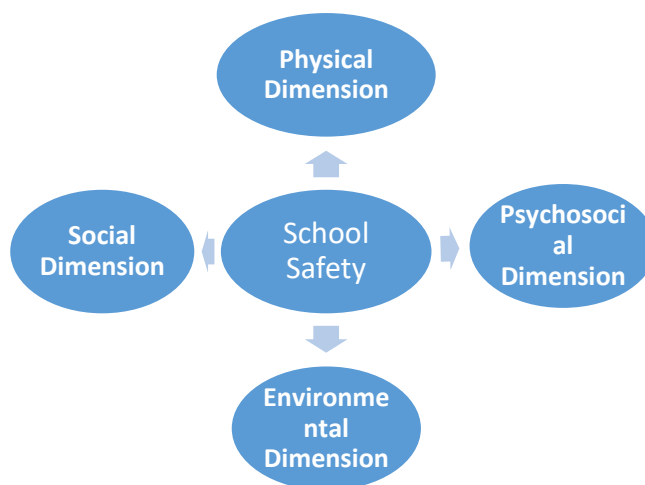 Physical
Dimension
Social
Dimension
School
Safety
Psychosoci
al
Dimension
Environme
ntal
Dimension